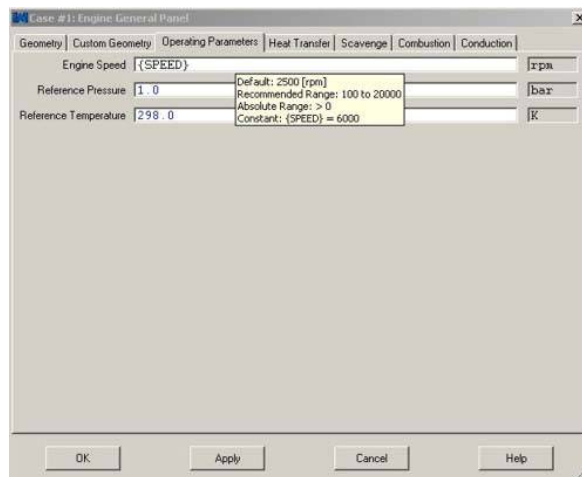 Case #1: Engine General Panel
Geometry Custom Geometry Operating Parameters Heat Transfer Scavenge Combustion Conduction
Engine Speed {SPEED} rpm
Default: 2500 [rpm]
Recommended Range: 100 to 20000
Absolute Range: > 0
Constant: {SPEED} = 6000
Reference Pressure 1.0 bar
Reference Temperature 298.0 K
OK Apply Cancel Help